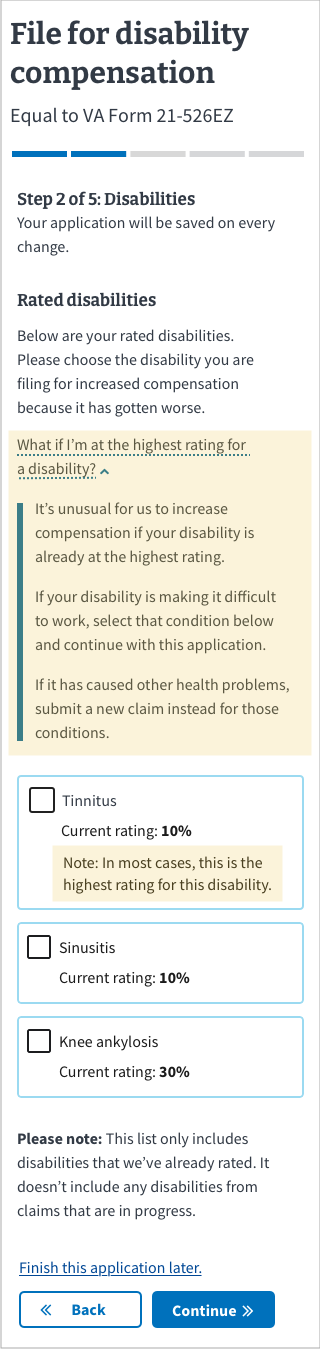 File for disability
compensation
Equal to VA Form 21-526EZ
Step 2 of 5: Disabilities
Your application will be saved on every
change.
Rated disabilities
Below are your rated disabilities.
Please choose the disability you are
filing for increased compensation
because it has gotten worse.
What if I’m at the highest rating for
a disability?
It’s unusual for us to increase
compensation if your disability is
already at the highest rating.
If your disability is making it difficult
to work, select that condition below
and continue with this application.
If it has caused other health problems,
submit a new claim instead for those
conditions.
Tinnitus
Current rating: 10%
Note: In most cases, this is the
highest rating for this disability.
Sinusitis
Current rating: 10%
Knee ankylosis
Current rating: 30%
Please note: This list only includes
disabilities that we’ve already rated. It
doesn’t include any disabilities from
claims that are in progress.
Finish this application later.
« Back
Continue »